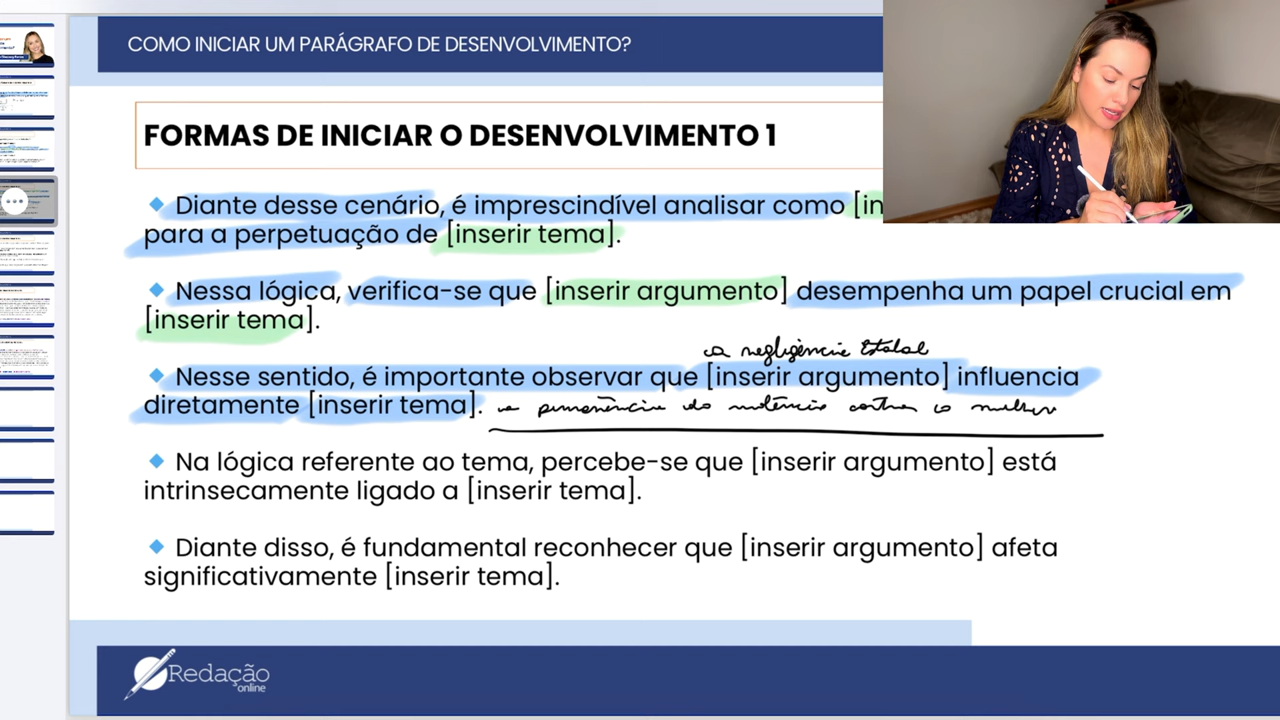 COMO INICIAR UM PARÁGRAFO DE DESENVOLVIMENTO?
FORMAS DE INICIAR O DESENVOLVIMENTO 1
Diante desse cenário, é imprescindível analisar como [in
para a perpetuação de [inserir tema].
Nessa lógica, verifica-se que [inserir argumento] desempenha um papel crucial em
[inserir tema].
a negligência estatal
Nesse sentido, é importante observar que [inserir argumento] influencia
diretamente [inserir tema].
a permanência da contra a mulher
Na lógica referente ao tema, percebe-se que [inserir argumento] está
intrinsecamente ligado a [inserir tema].
Diante disso, é fundamental reconhecer que [inserir argumento] afeta
significativamente [inserir tema].
Redação
online